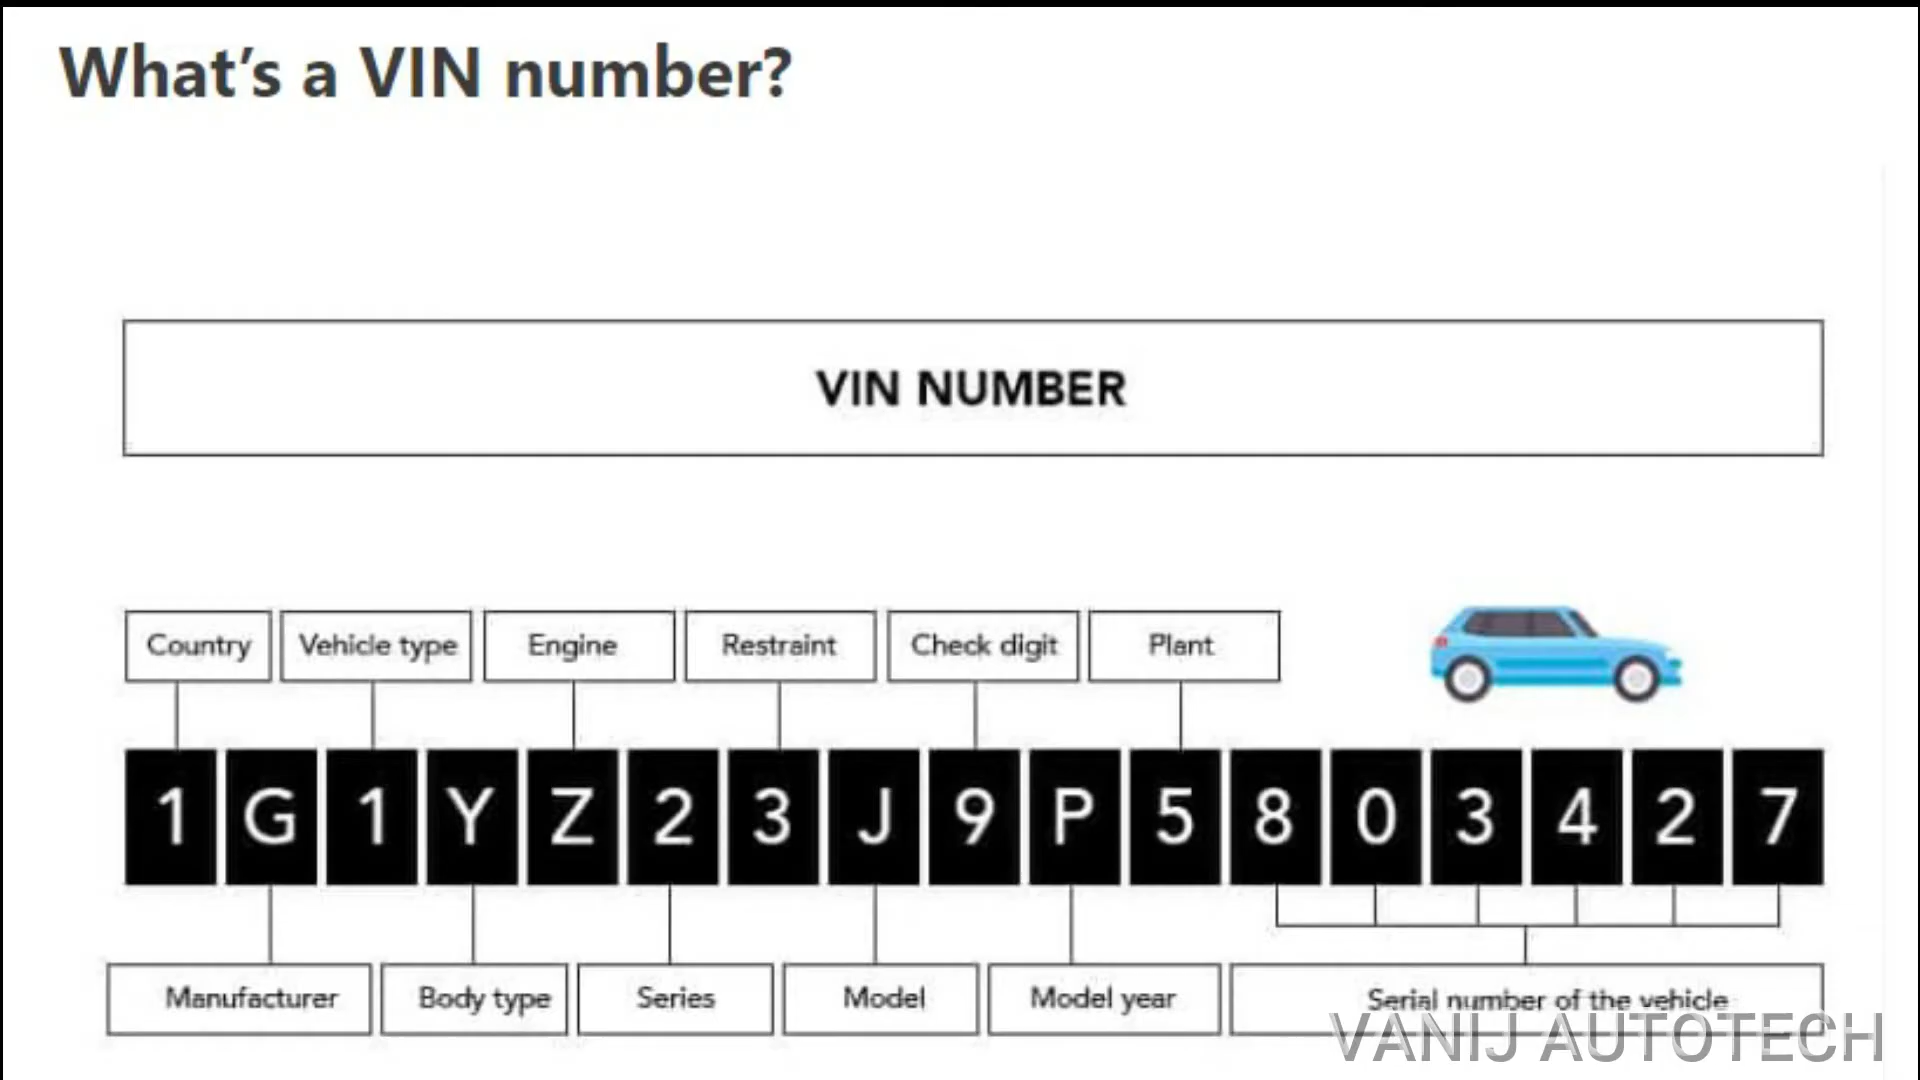 What's a VIN number?
VIN NUMBER
Country Vehicle type Engine Restraint Check digit Plant
1 G 1 Y Z 2 3 J 9 P 5 8 0 3 4 2 7
Manufacturer Body type Series Model Model year Serial number of the vehicle
VANIJ AUTOTECH